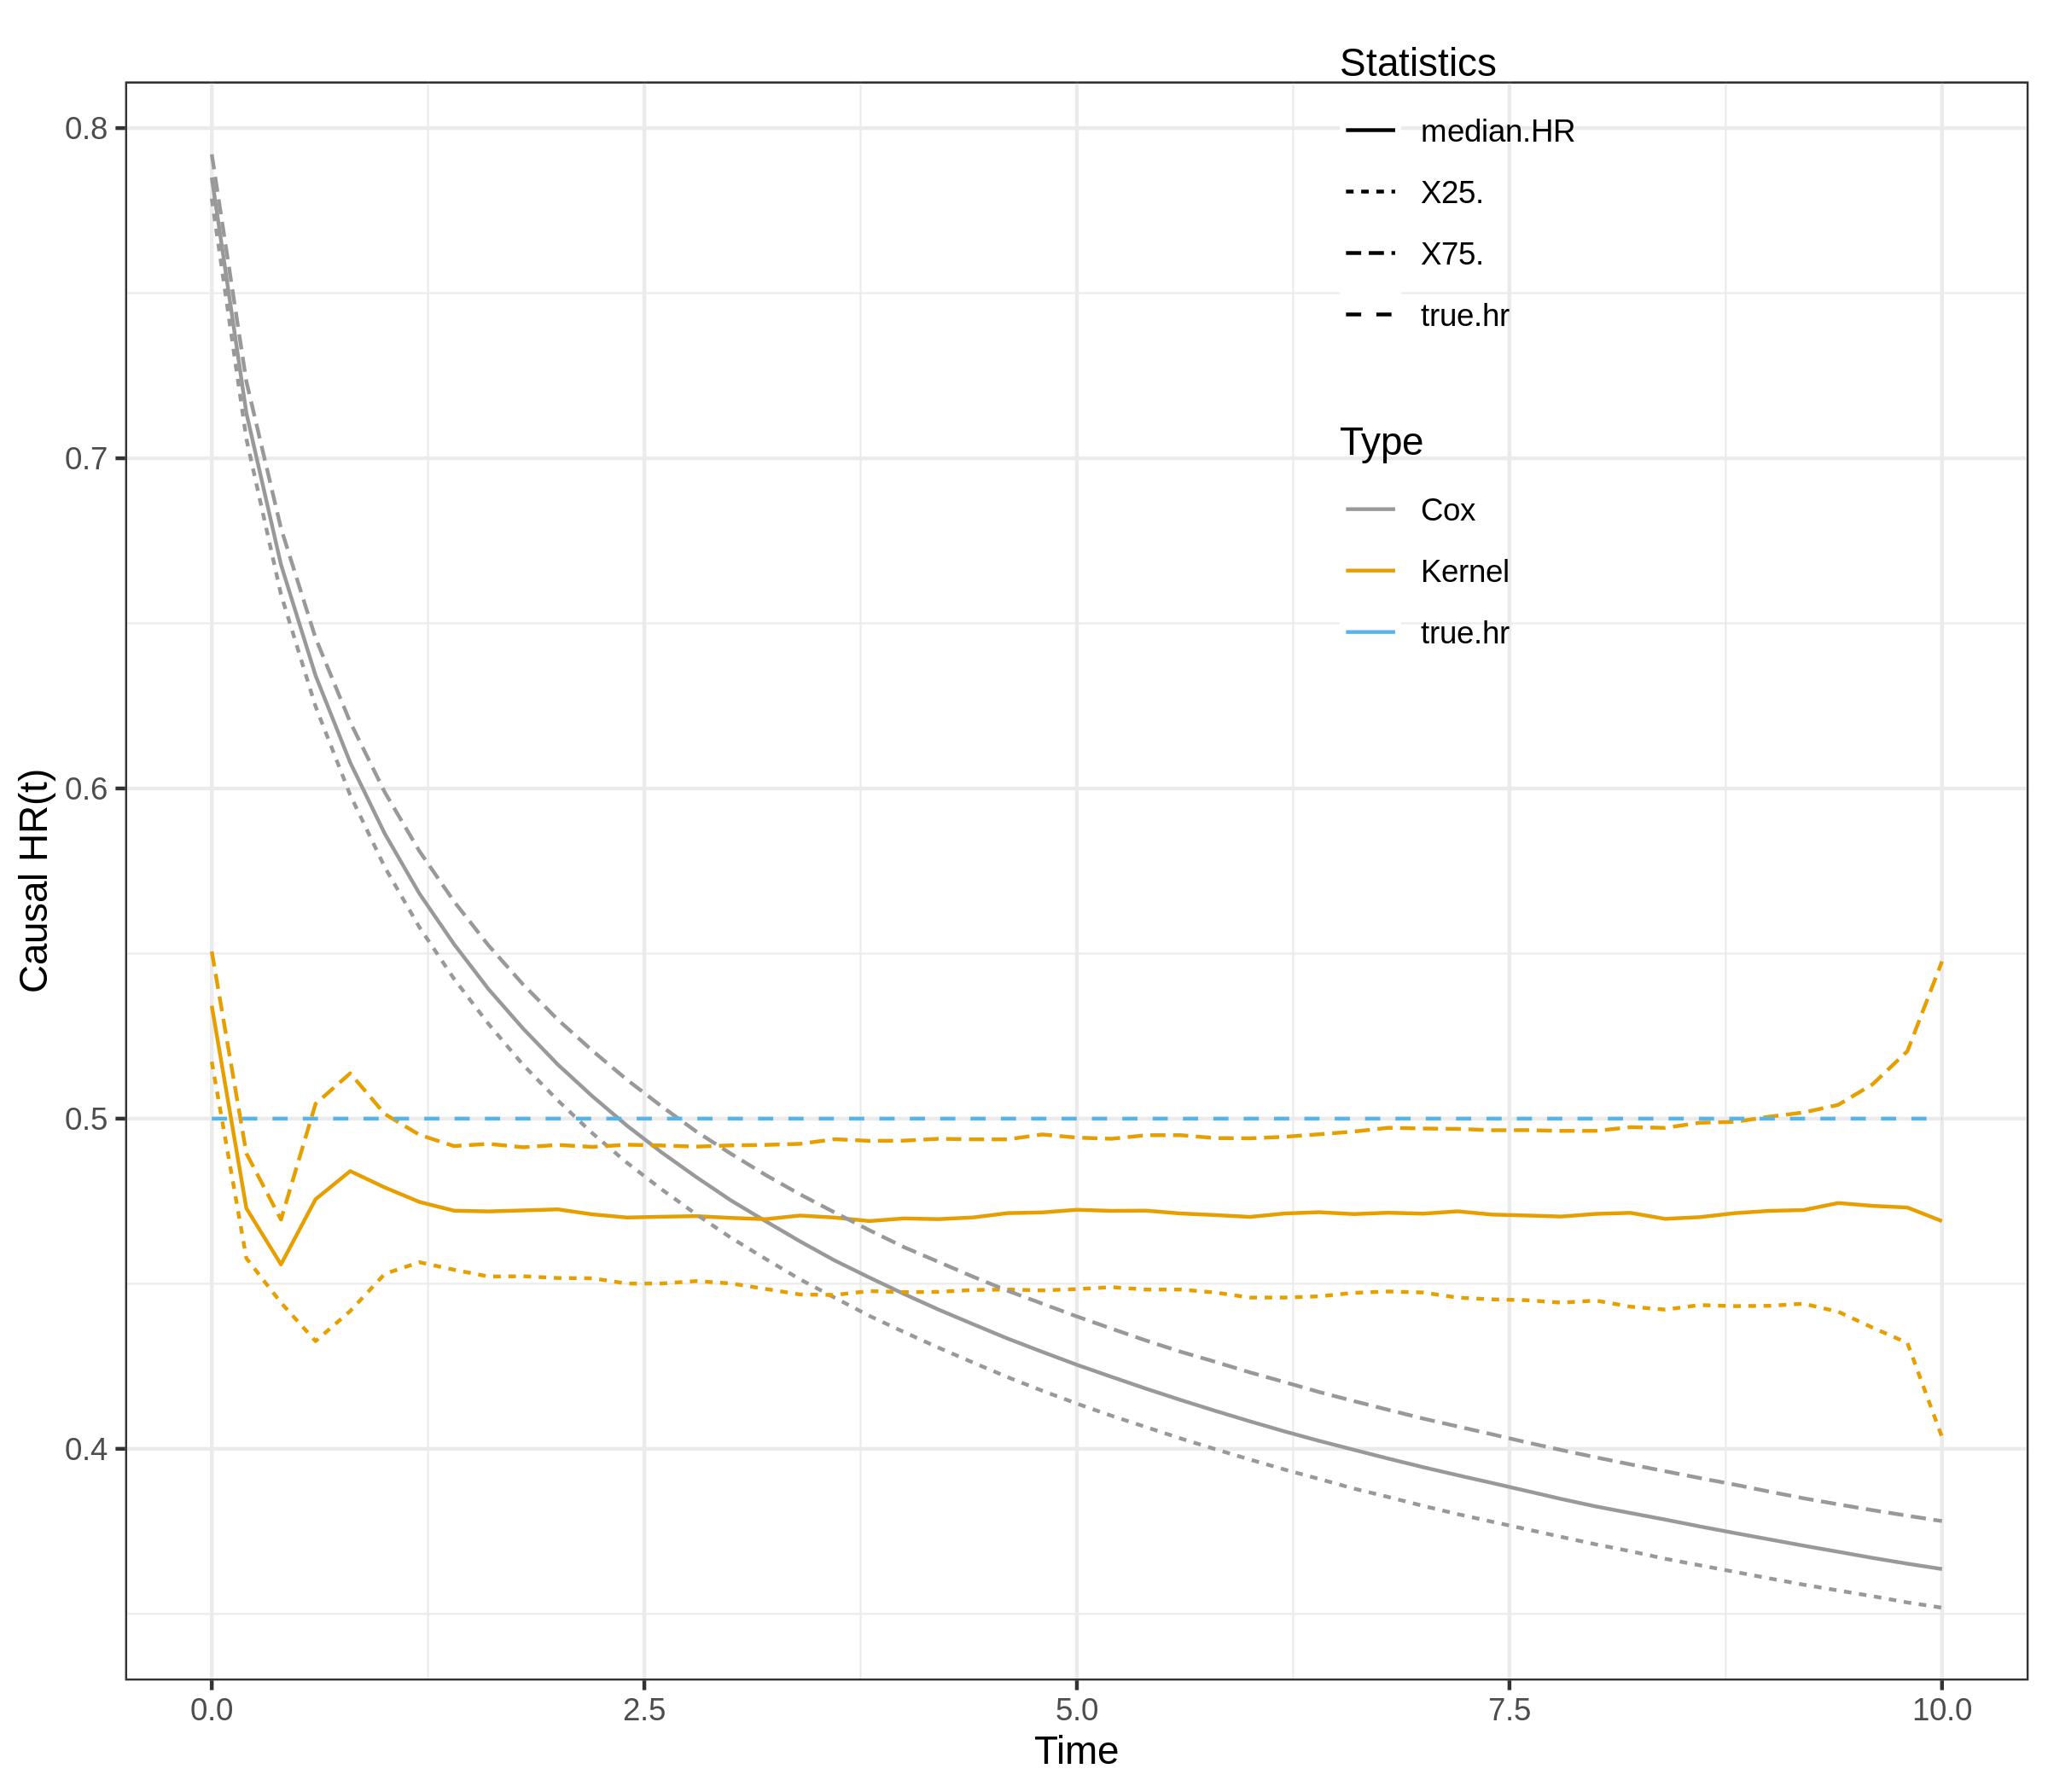 Statistics
median.HR
X25.
X75.
true.hr
Type
Cox
Kernel
true.hr
Causal HR(t)
0.8
0.7
0.6
0.5
0.4
0.0 2.5 5.0 7.5 10.0
Time